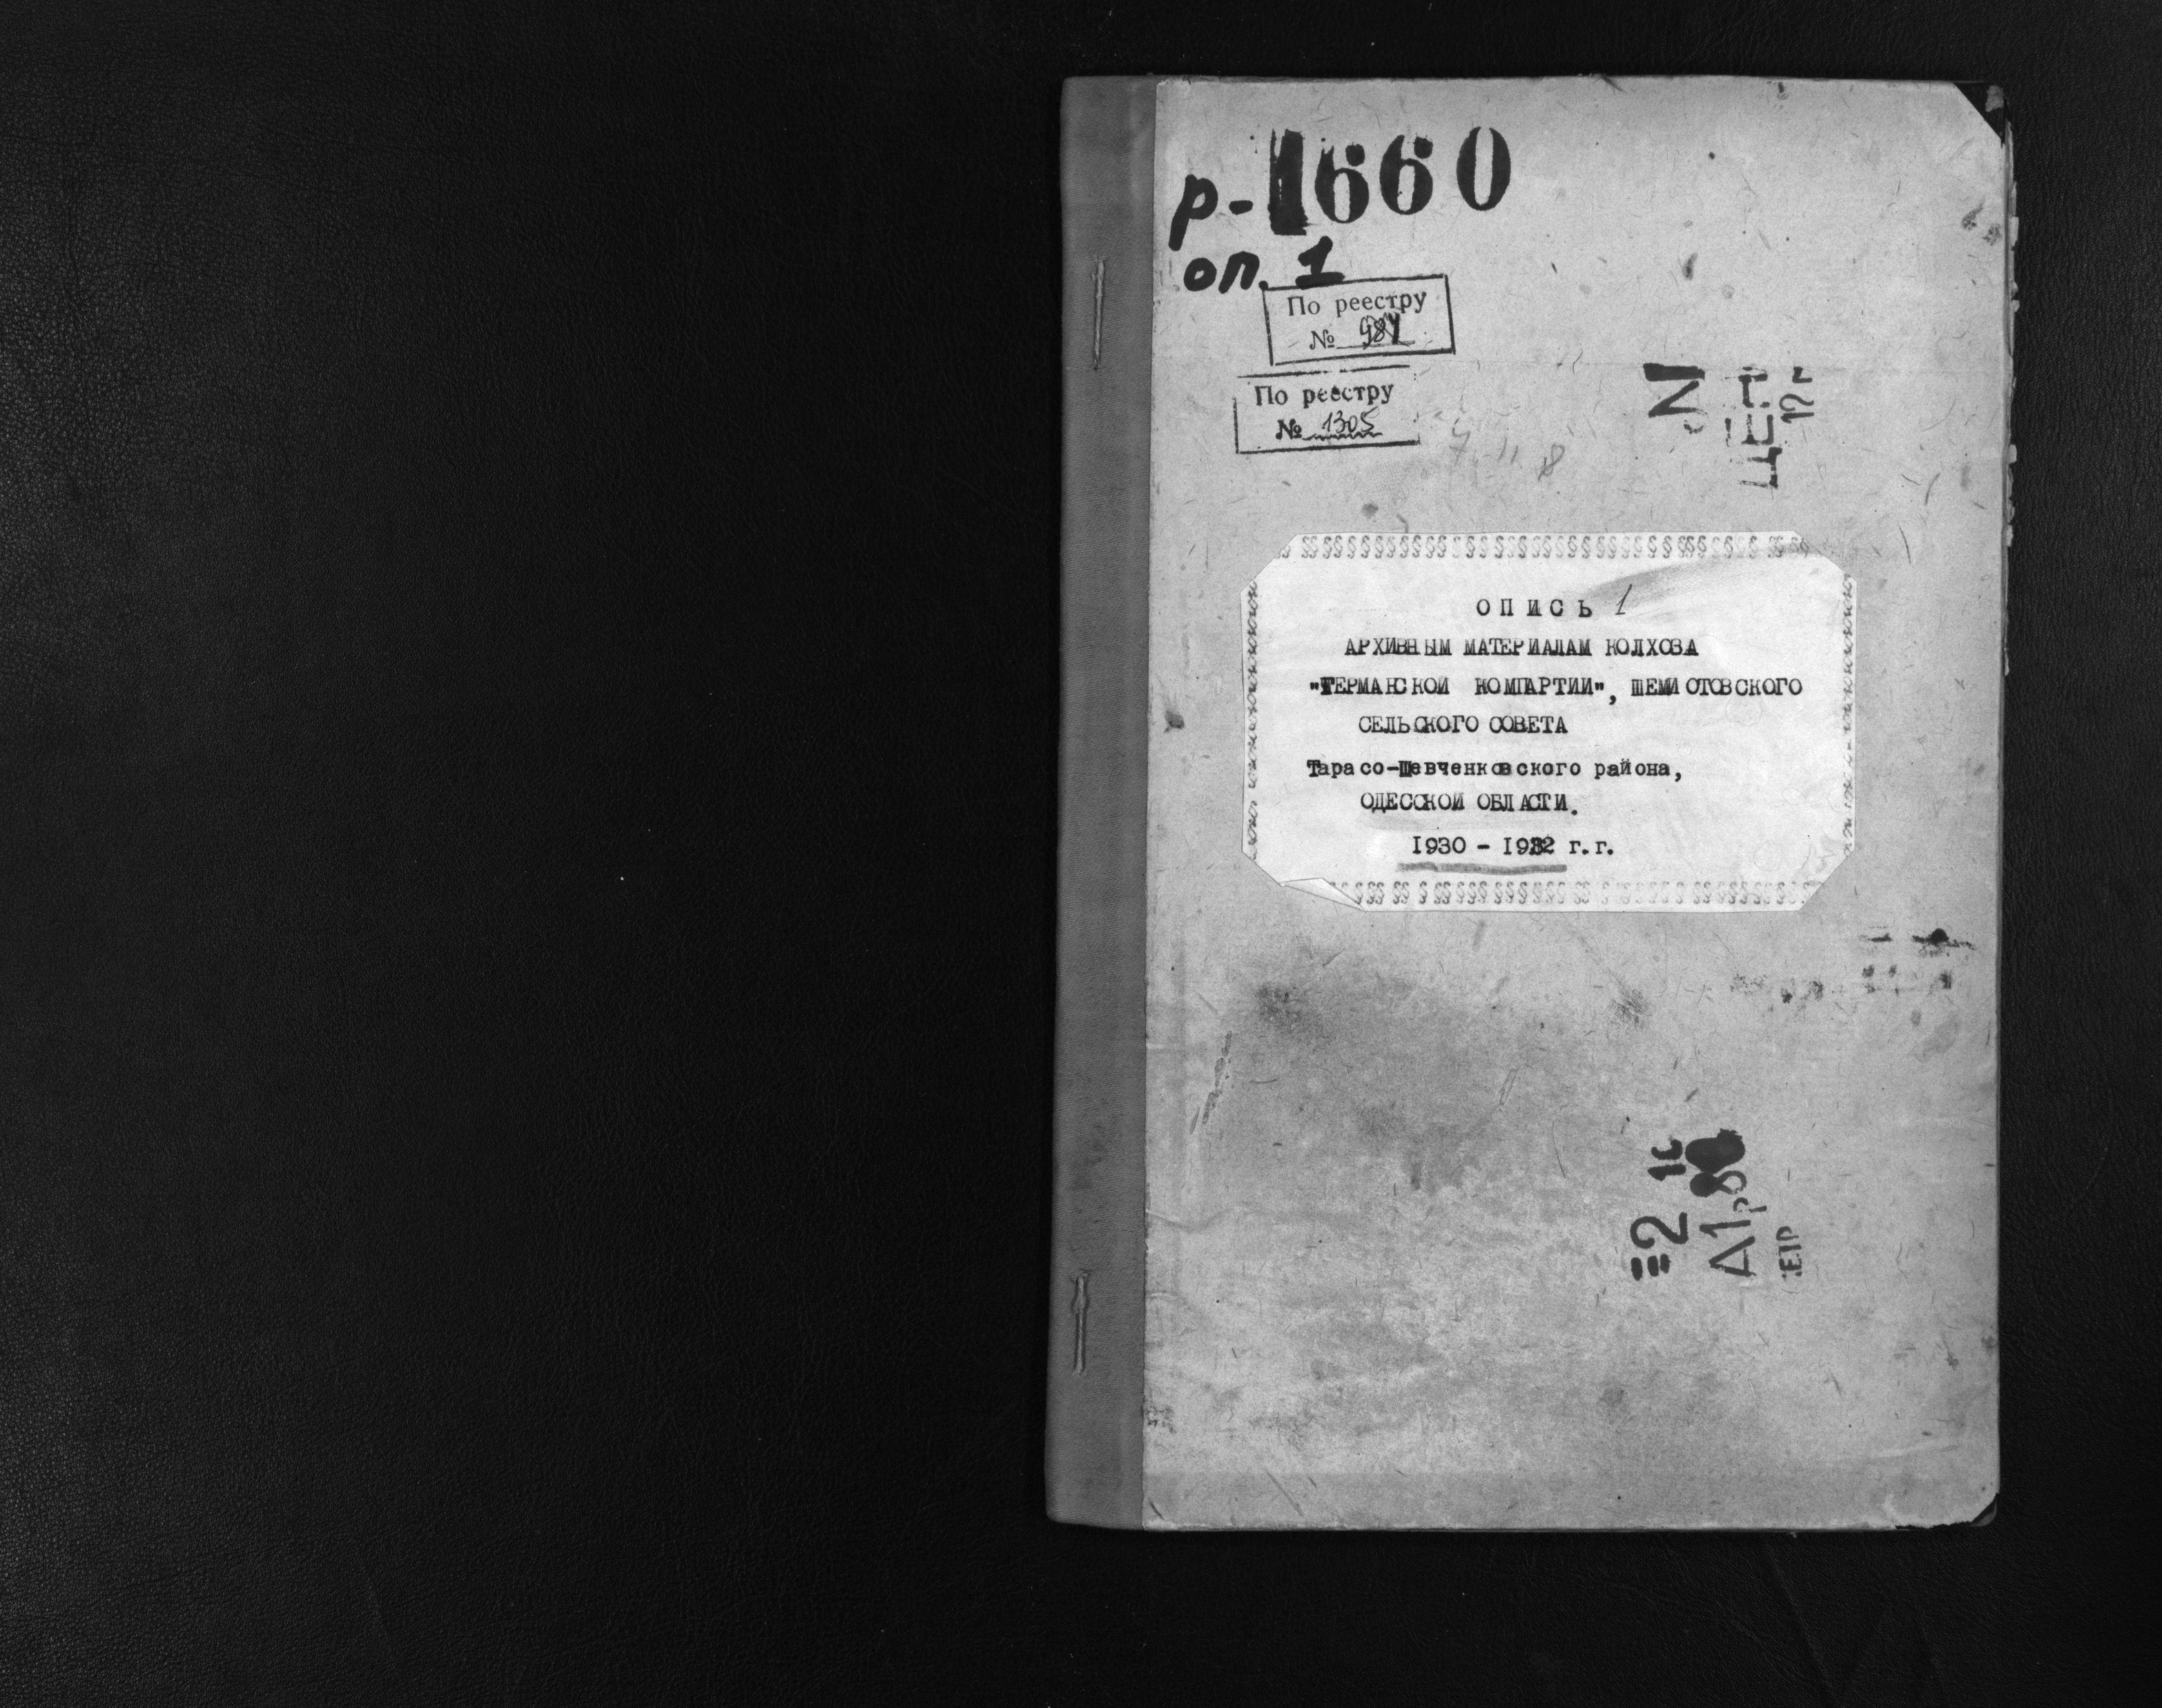 р-1660
оп. 1
По реестру
№ 984
По реестру
№ 1305
ОПИСЬ 1
АРХИВНЫМ МАТЕРИАЛАМ КОЛХОЗА
"ГЕРМАНСКОЙ КОМПАРТИИ", ШЕМИОТОВСКОГО
СЕЛЬСКОГО СОВЕТА
Тарасо-Шевченковского района,
ОДЕССКОЙ ОБЛАСТИ.
1930 - 1932 г.г.